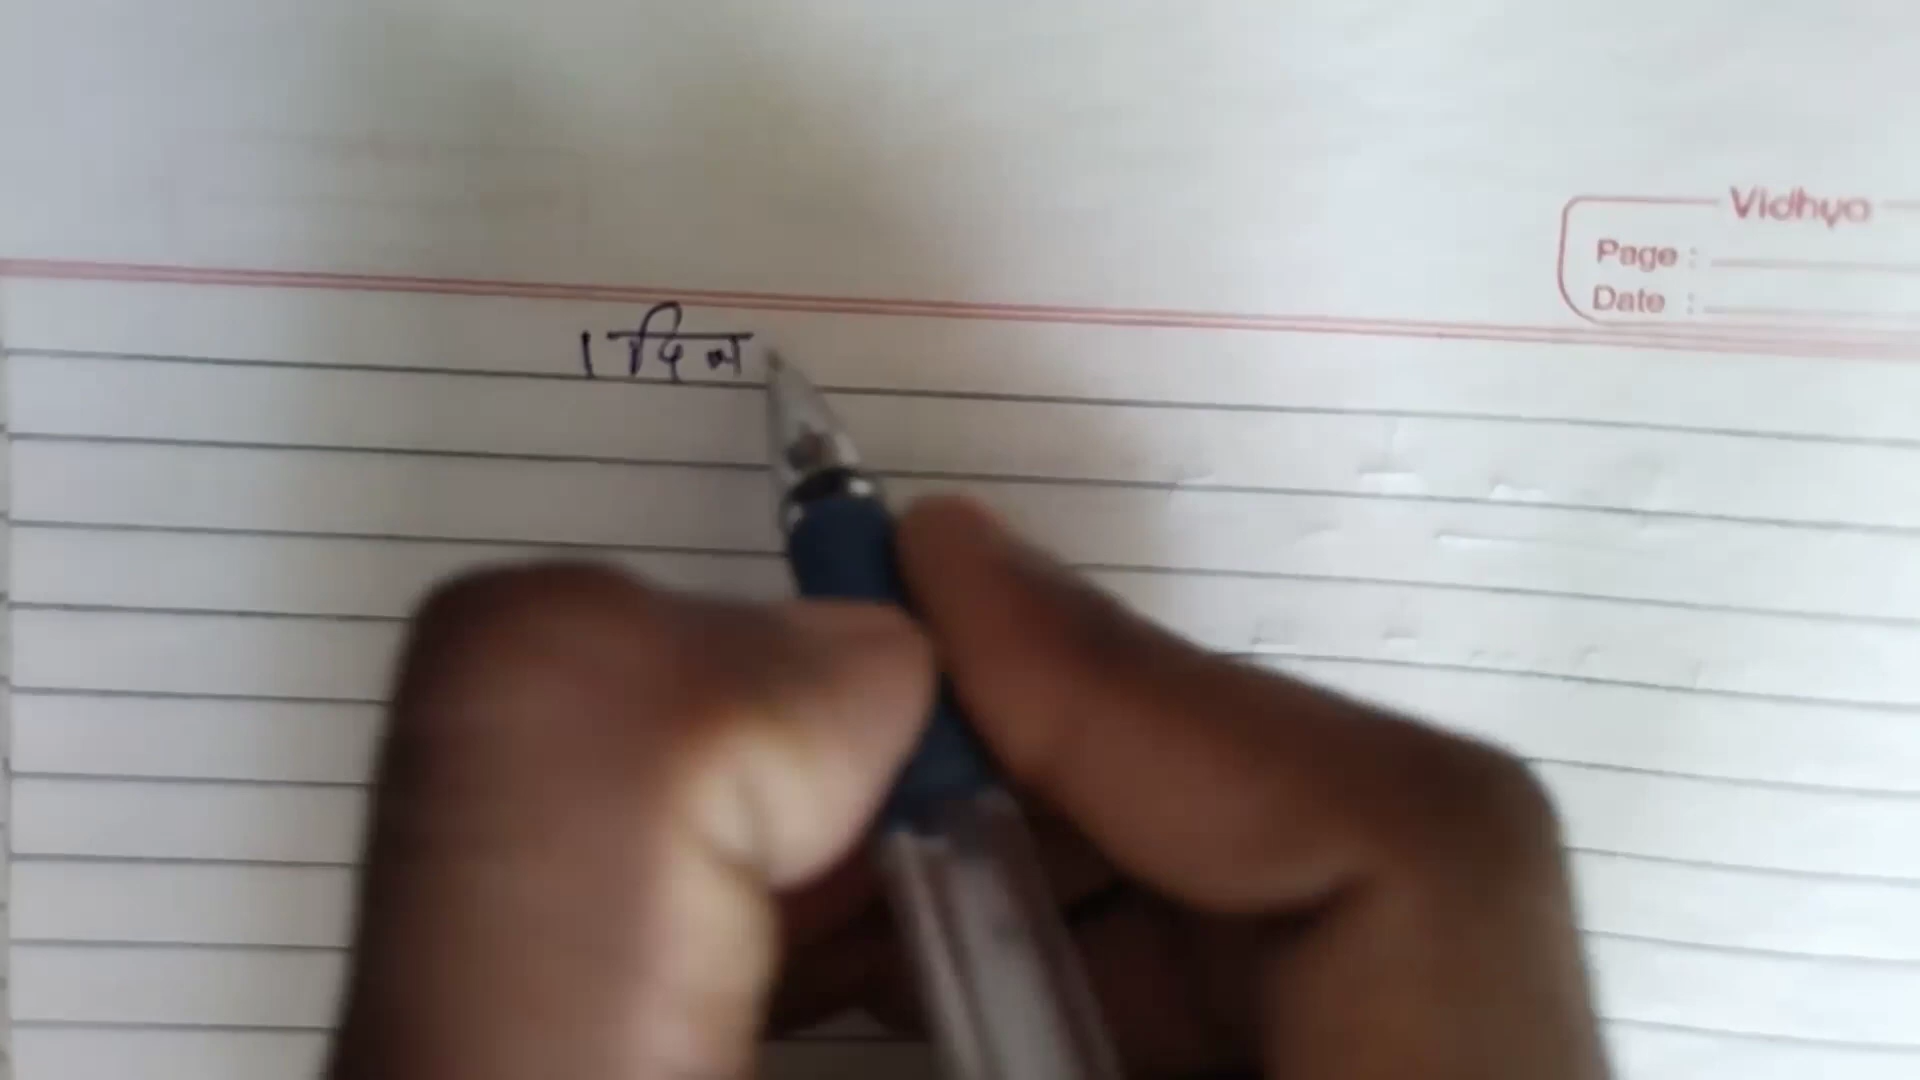 Vidhya
Page :
Date :
1 दिन